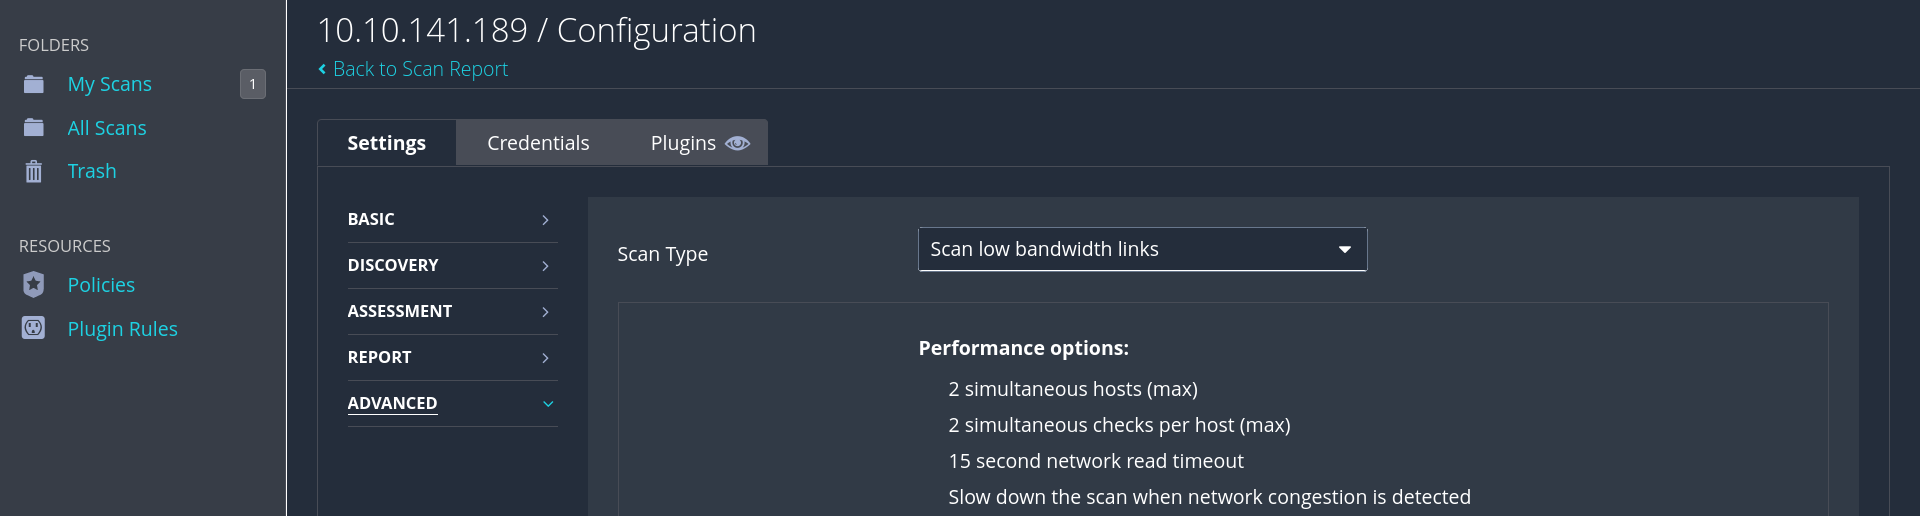 FOLDERS
My Scans 1
All Scans
Trash
RESOURCES
Policies
Plugin Rules
10.10.141.189 / Configuration
Back to Scan Report
Settings Credentials Plugins
BASIC
DISCOVERY
ASSESSMENT
REPORT
ADVANCED
Scan Type Scan low bandwidth links
Performance options:
2 simultaneous hosts (max)
2 simultaneous checks per host (max)
15 second network read timeout
Slow down the scan when network congestion is detected